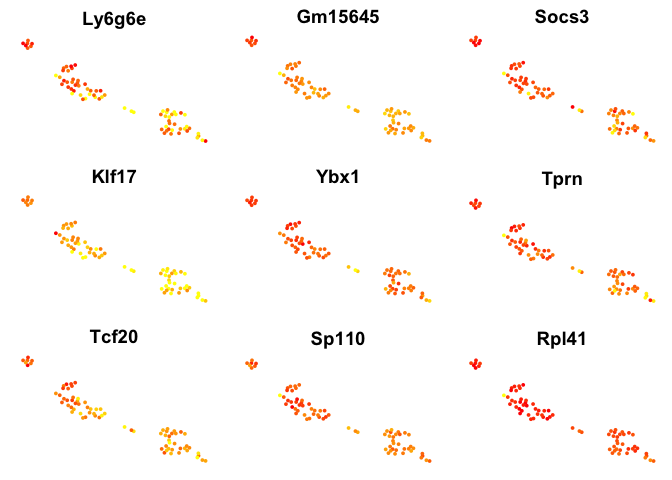 Ly6g6e
Gm15645
Socs3
Klf17
Ybx1
Tprn
Tcf20
Sp110
Rpl41